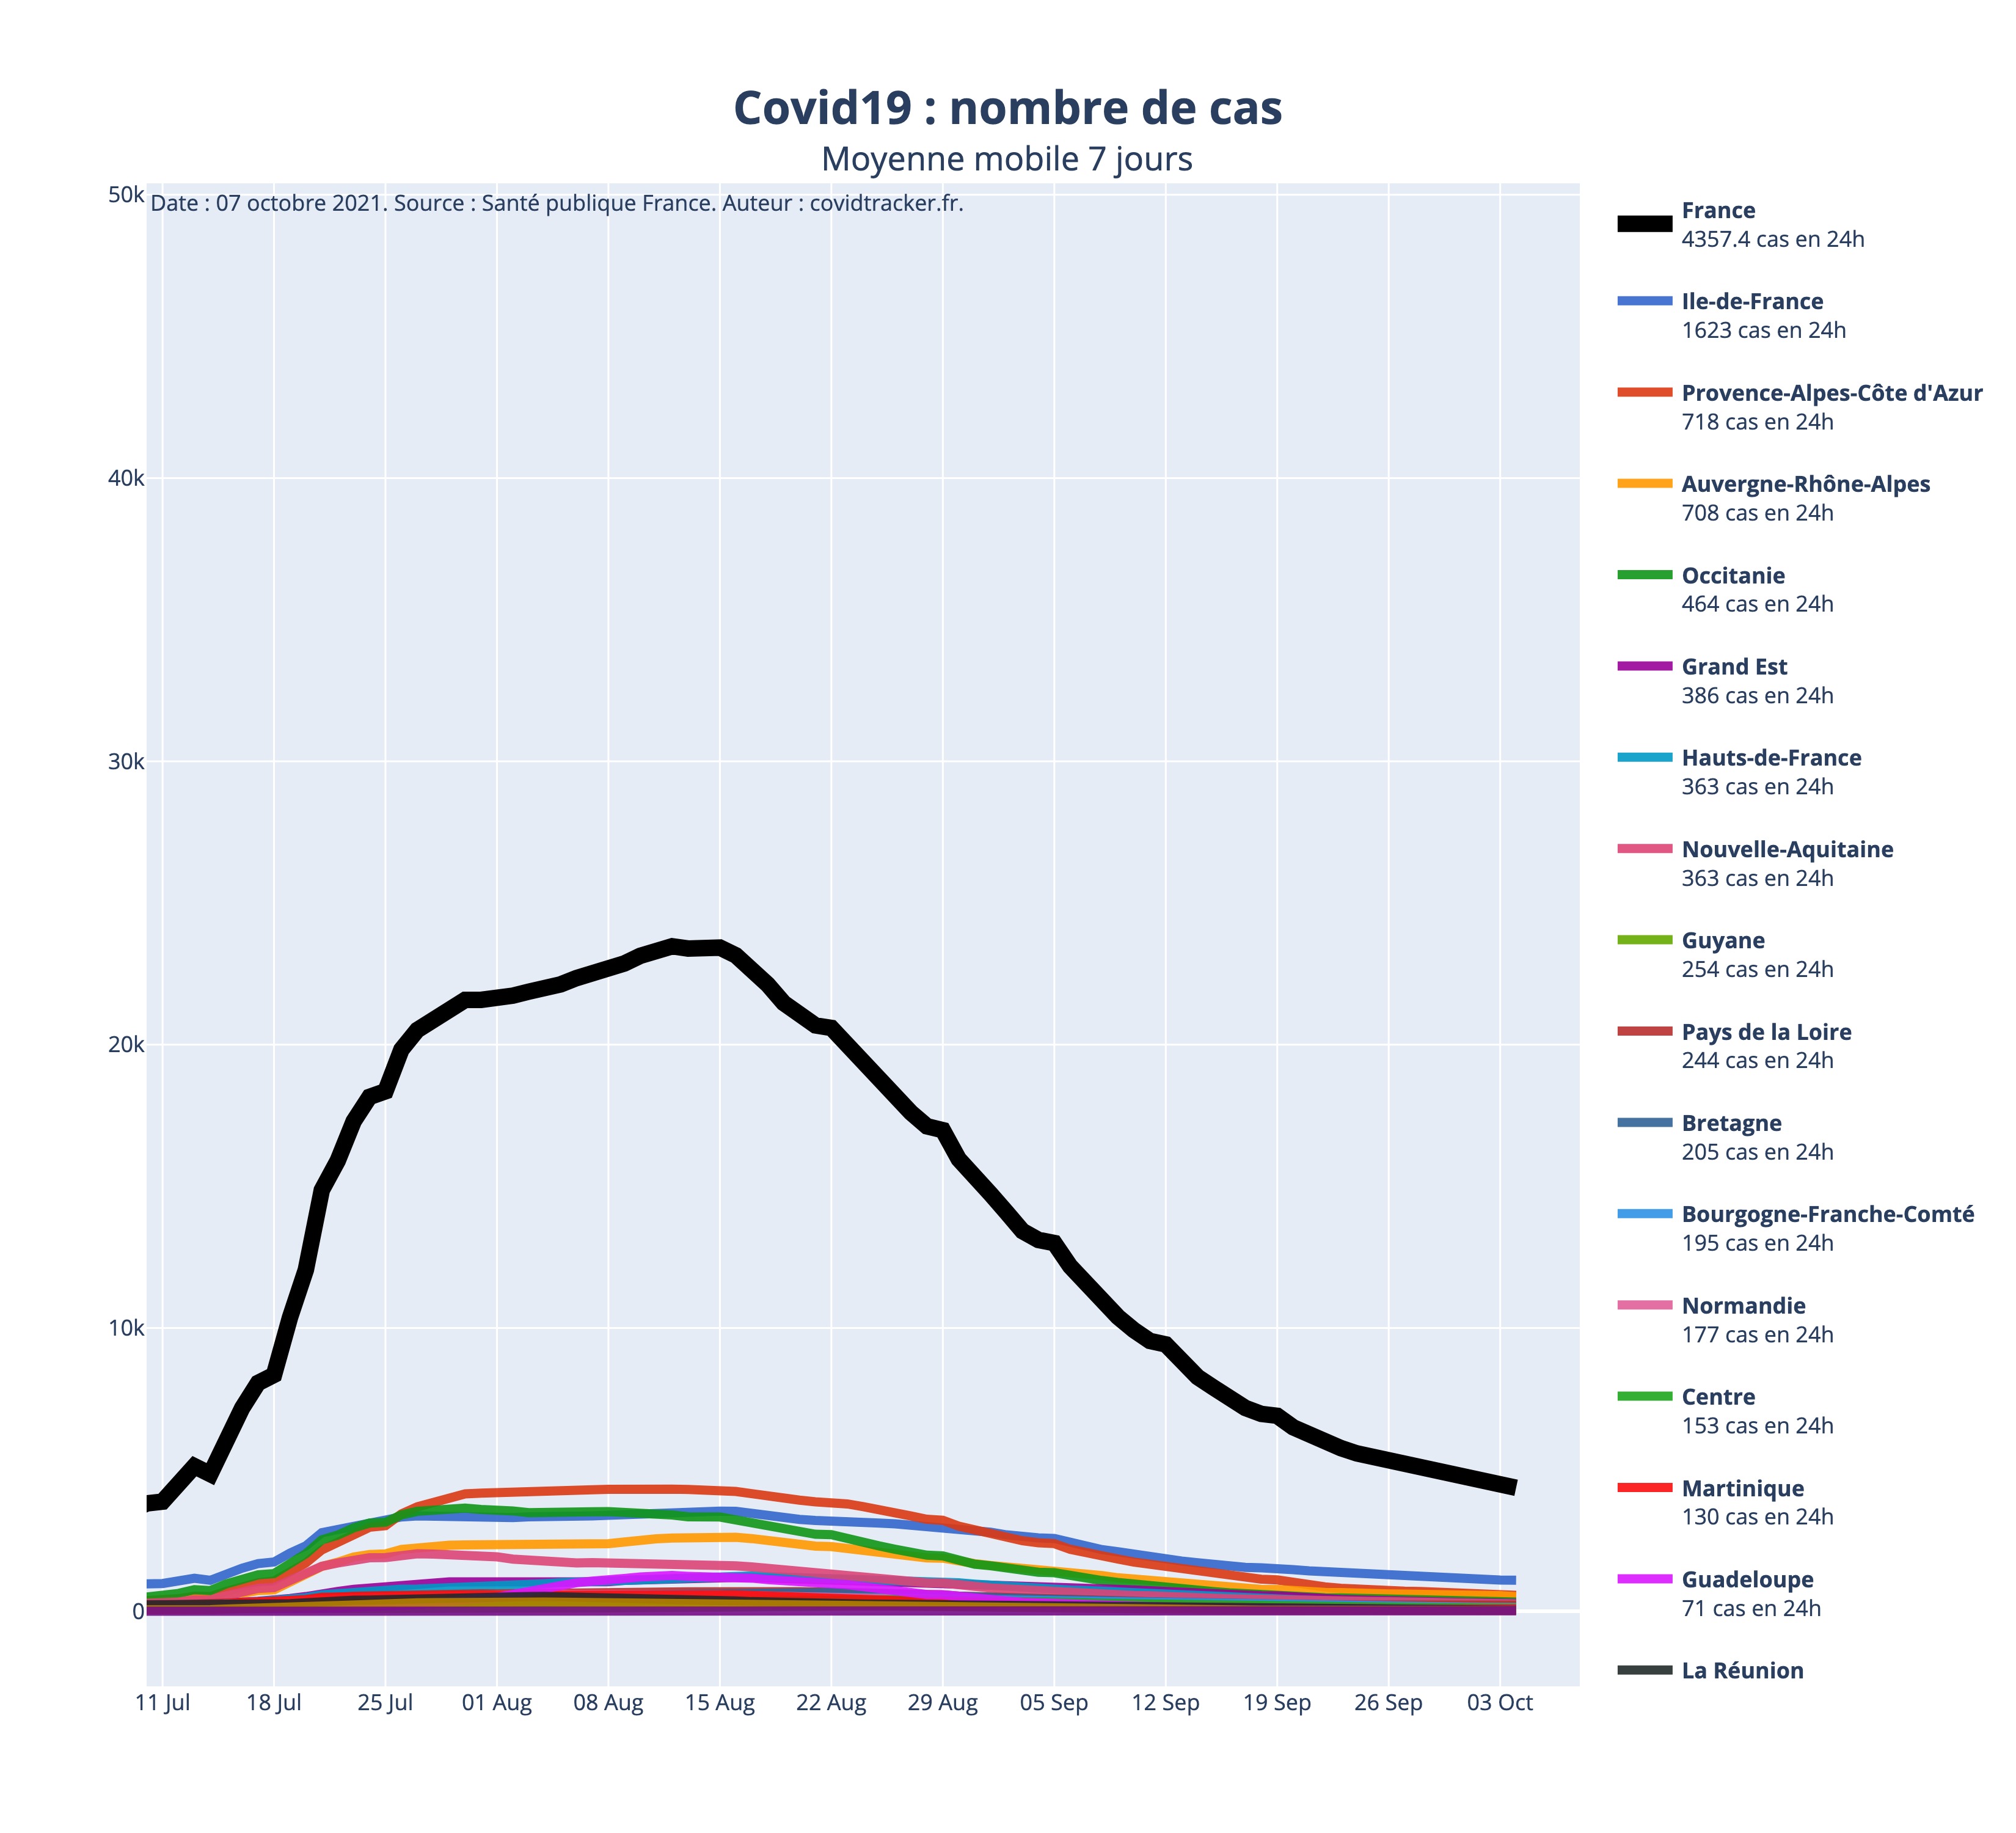 Covid19 : nombre de cas
Moyenne mobile 7 jours
Date : 07 octobre 2021. Source : Santé publique France. Auteur : covidtracker.fr.
50k
40k
30k
20k
10k
0
11 Jul
18 Jul
25 Jul
01 Aug
08 Aug
15 Aug
22 Aug
29 Aug
05 Sep
12 Sep
19 Sep
26 Sep
03 Oct
France
4357.4 cas en 24h
Ile-de-France
1623 cas en 24h
Provence-Alpes-Côte d'Azur
718 cas en 24h
Auvergne-Rhône-Alpes
708 cas en 24h
Occitanie
464 cas en 24h
Grand Est
386 cas en 24h
Hauts-de-France
363 cas en 24h
Nouvelle-Aquitaine
363 cas en 24h
Guyane
254 cas en 24h
Pays de la Loire
244 cas en 24h
Bretagne
205 cas en 24h
Bourgogne-Franche-Comté
195 cas en 24h
Normandie
177 cas en 24h
Centre
153 cas en 24h
Martinique
130 cas en 24h
Guadeloupe
71 cas en 24h
La Réunion